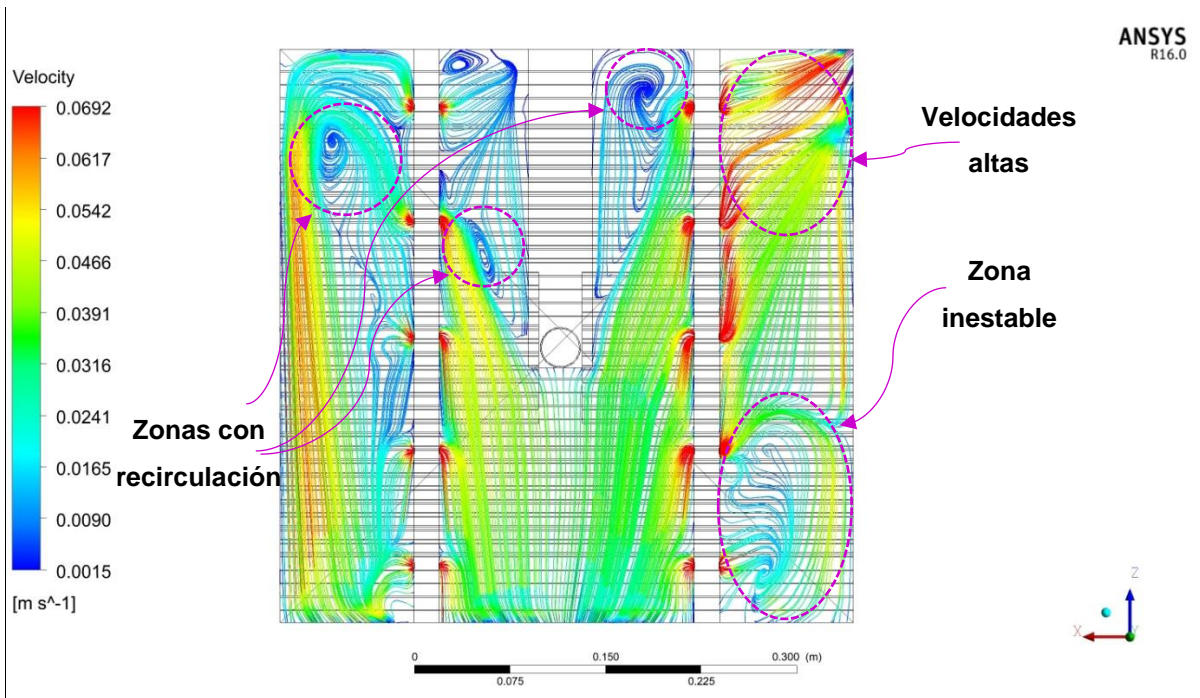 ANSYS
R16.0
Velocity
0.0692
0.0617
0.0542
0.0466
0.0391
0.0316
0.0241
0.0165
0.0090
0.0015
[m s^-1]
Velocidades
altas
Zona
inestable
Zonas con
recirculación
Z
X
Y
0
0.150
0.300 (m)
0.075
0.225